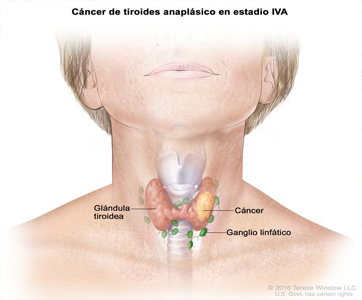 Cáncer de tiroides anaplásico en estadio IVA
Glándula
tiroidea
Cáncer
Ganglio linfático
© 2016 Terese Winslow LLC
U.S. Govt. has certain rights